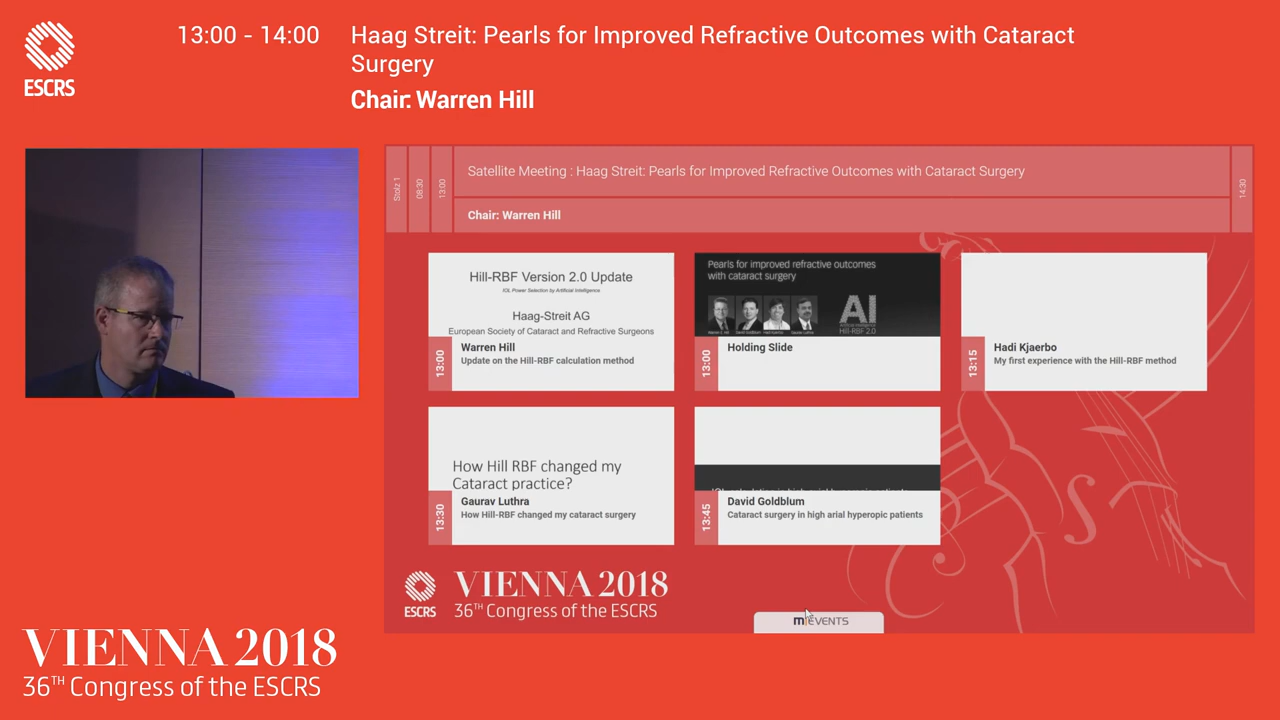 ESCRS
13:00 - 14:00
Haag Streit: Pearls for Improved Refractive Outcomes with Cataract
Surgery
Chair: Warren Hill
Stolz 1
08:30
13:00
Satellite Meeting : Haag Streit: Pearls for Improved Refractive Outcomes with Cataract Surgery
14:30
Chair: Warren Hill
Hill-RBF Version 2.0 Update
IOL Power Selection by Artificial Intelligence
Haag-Streit AG
European Society of Cataract and Refractive Surgeons
13:00
Warren Hill
Update on the Hill-RBF calculation method
Pearls for improved refractive outcomes
with cataract surgery
AI
Hill-RBF 2.0
13:00
Holding Slide
13:15
Hadi Kjaerbo
My first experience with the Hill-RBF method
How Hill RBF changed my
Cataract practice?
13:30
Gaurav Luthra
How Hill-RBF changed my cataract surgery
13:45
David Goldblum
Cataract surgery in high arial hyperopic patients
ESCRS
VIENNA 2018
36TH Congress of the ESCRS
EVENTS
VIENNA 2018
36TH Congress of the ESCRS